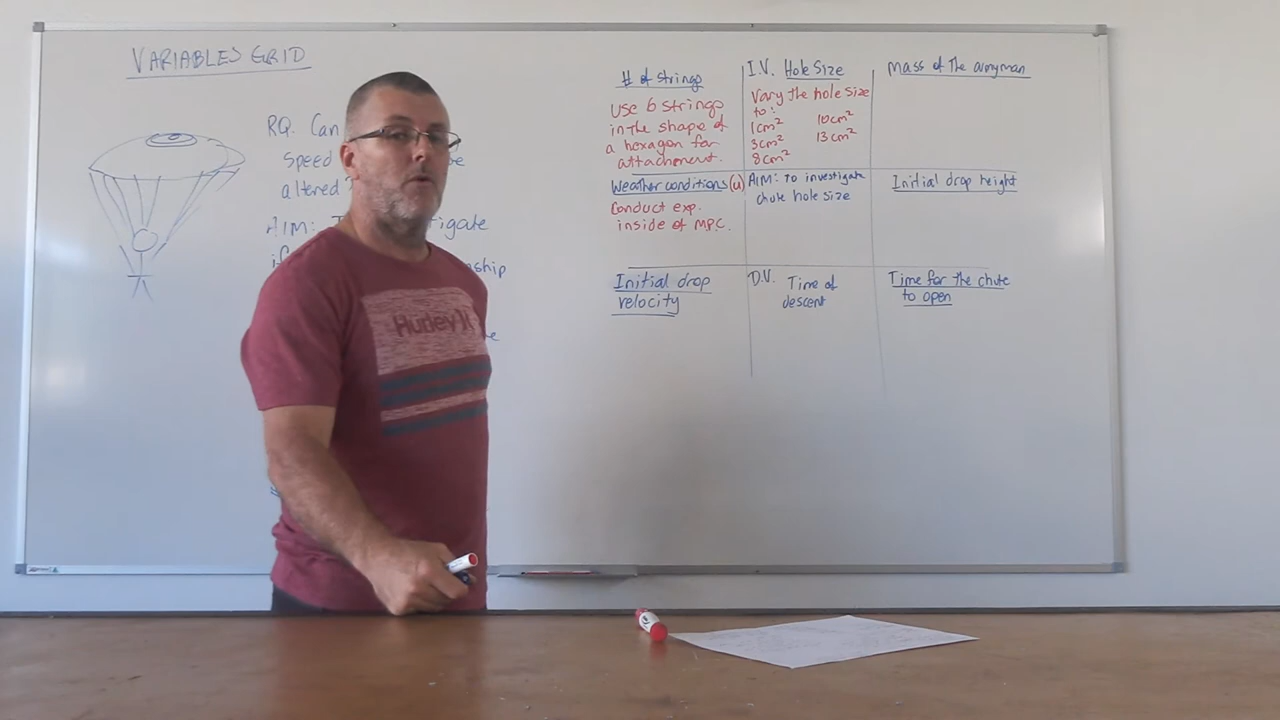 VARIABLES GRID
RQ. Can
speed
altered?
AIM:
Hurley
# of strings
Use 6 strings
in the shape of
a hexagon for
attachment.
I.V. Hole Size
Vary the hole size
to:
1cm² 10cm²
3cm² 13cm²
8cm²
Mass of the armyman
Weather conditions (u)
Conduct exp.
inside of MPC.
AIM: To investigate
chute hole size
Initial drop height
Initial drop
velocity
D.V. Time of
descent
Time for the chute
to open